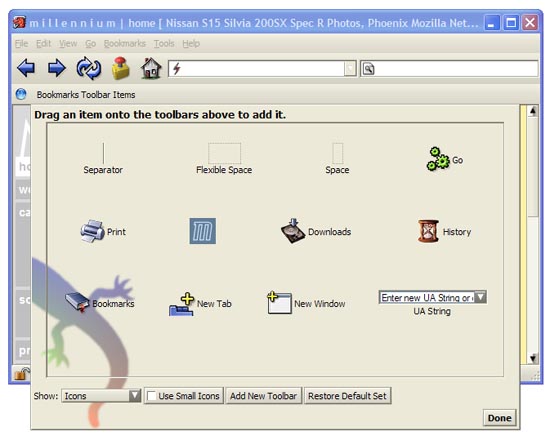 m i l l e n n i u m | home [ Nissan S15 Silvia 200SX Spec R Photos, Phoenix Mozilla Net...
File Edit View Go Bookmarks Tools Help
Bookmarks Toolbar Items
Drag an item onto the toolbars above to add it.
Separator Flexible Space Space Go
Print m Downloads History
Bookmarks New Tab New Window Enter new UA String or
UA String
Show: Icons Use Small Icons Add New Toolbar Restore Default Set
Done